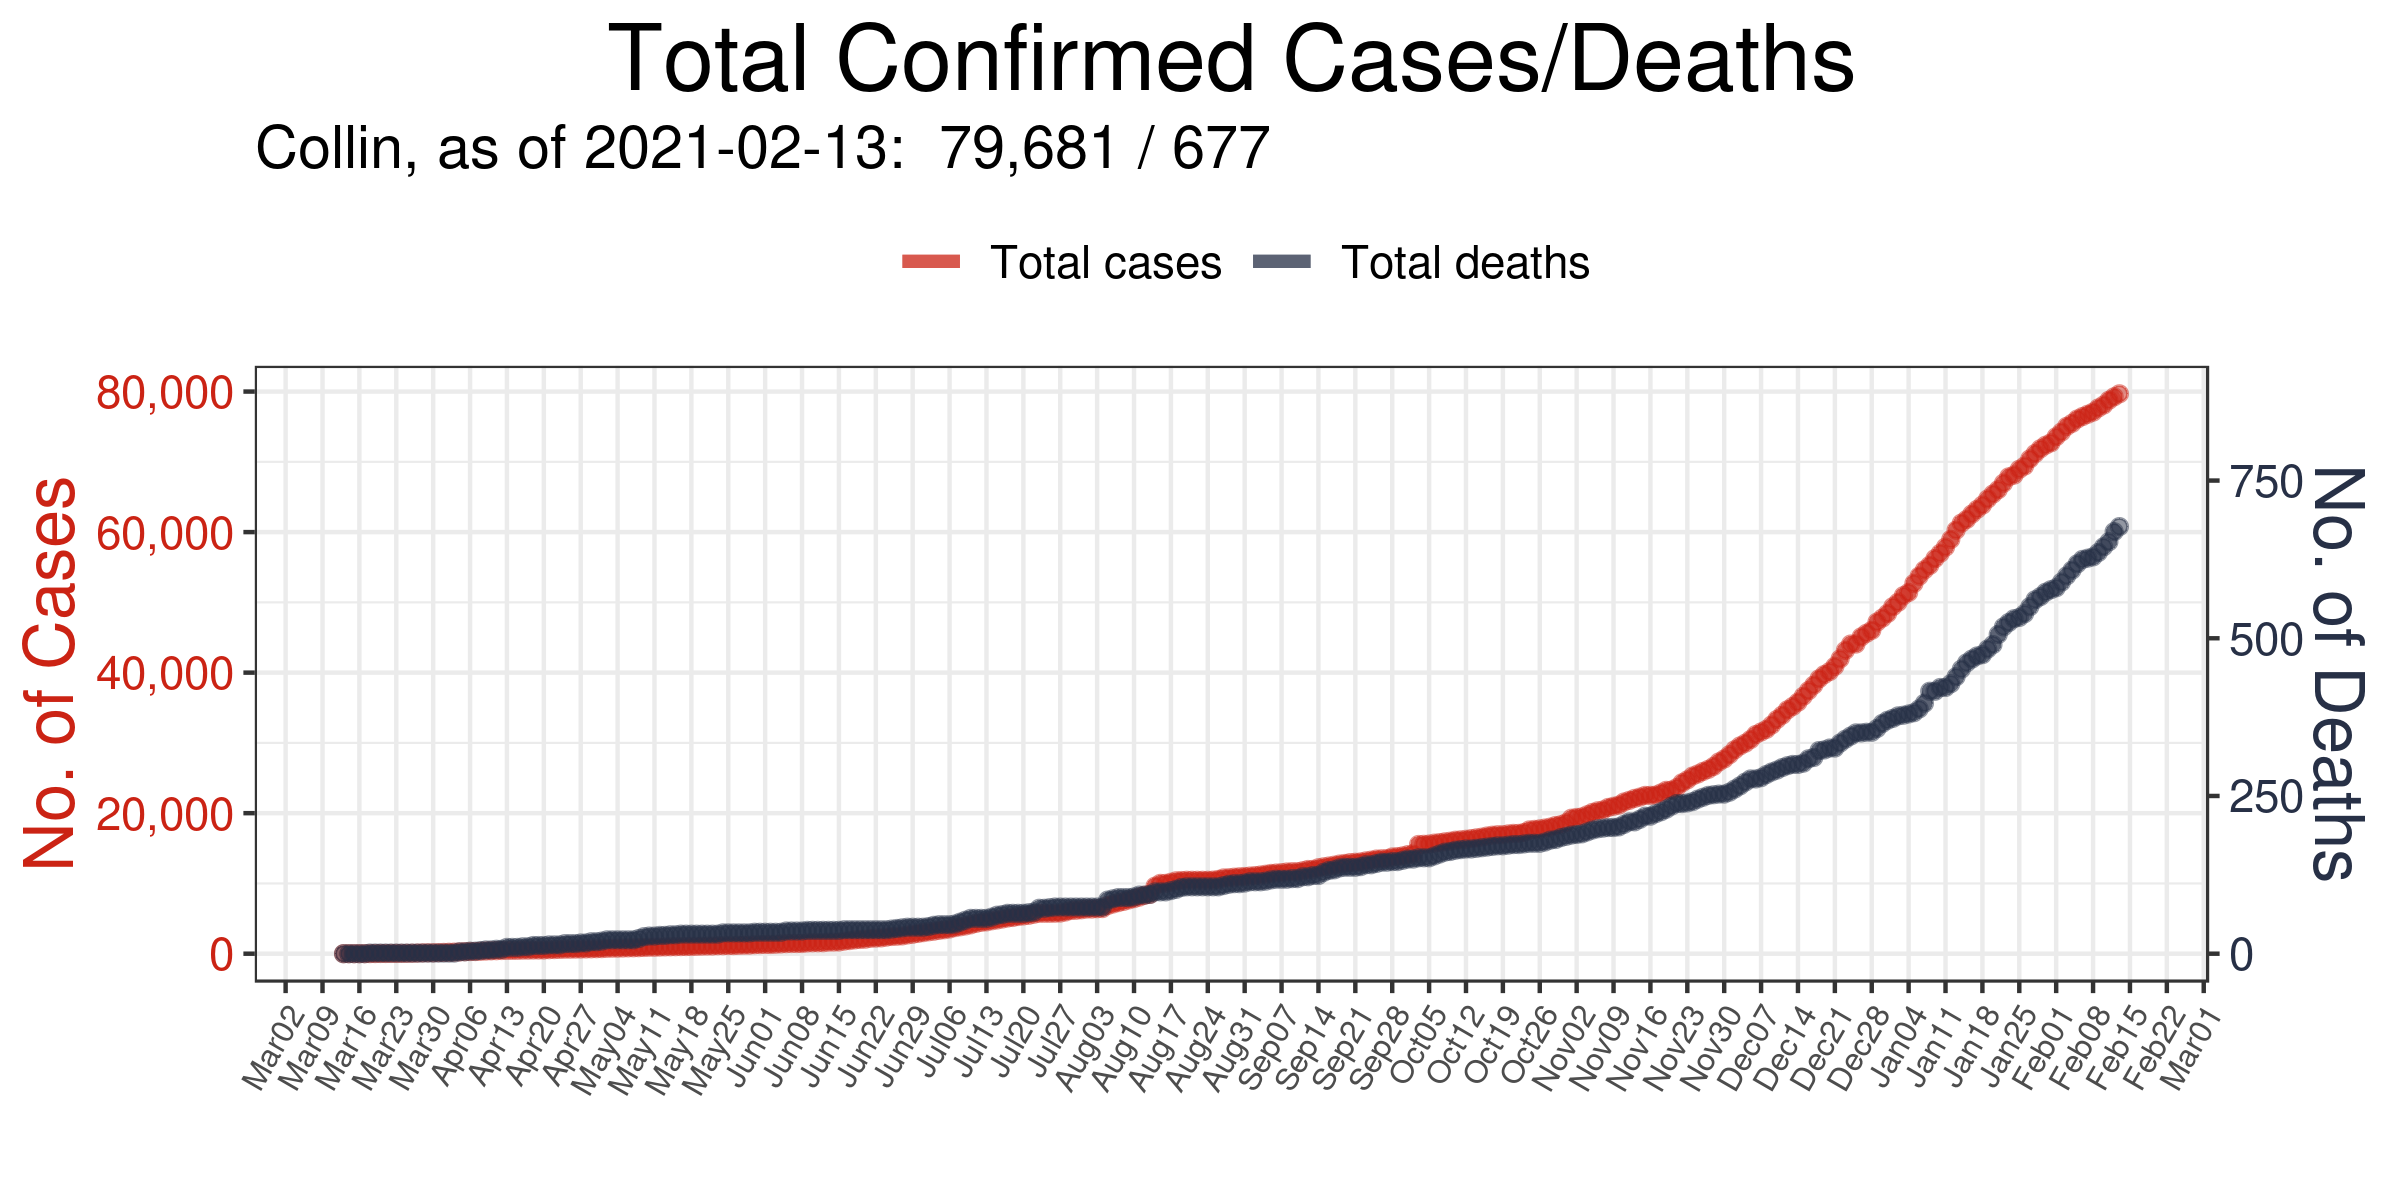 Total Confirmed Cases/Deaths
Collin, as of 2021-02-13:  79,681 / 677
Total cases
Total deaths
No. of Cases
80,000
60,000
40,000
20,000
0
750
500
250
0
No. of Deaths
Mar02
Mar09
Mar16
Mar23
Mar30
Apr06
Apr13
Apr20
Apr27
May04
May11
May18
May25
Jun01
Jun08
Jun15
Jun22
Jun29
Jul06
Jul13
Jul20
Jul27
Aug03
Aug10
Aug17
Aug24
Aug31
Sep07
Sep14
Sep21
Sep28
Oct05
Oct12
Oct19
Oct26
Nov02
Nov09
Nov16
Nov23
Nov30
Dec07
Dec14
Dec21
Dec28
Jan04
Jan11
Jan18
Jan25
Feb01
Feb08
Feb15
Feb22
Mar01